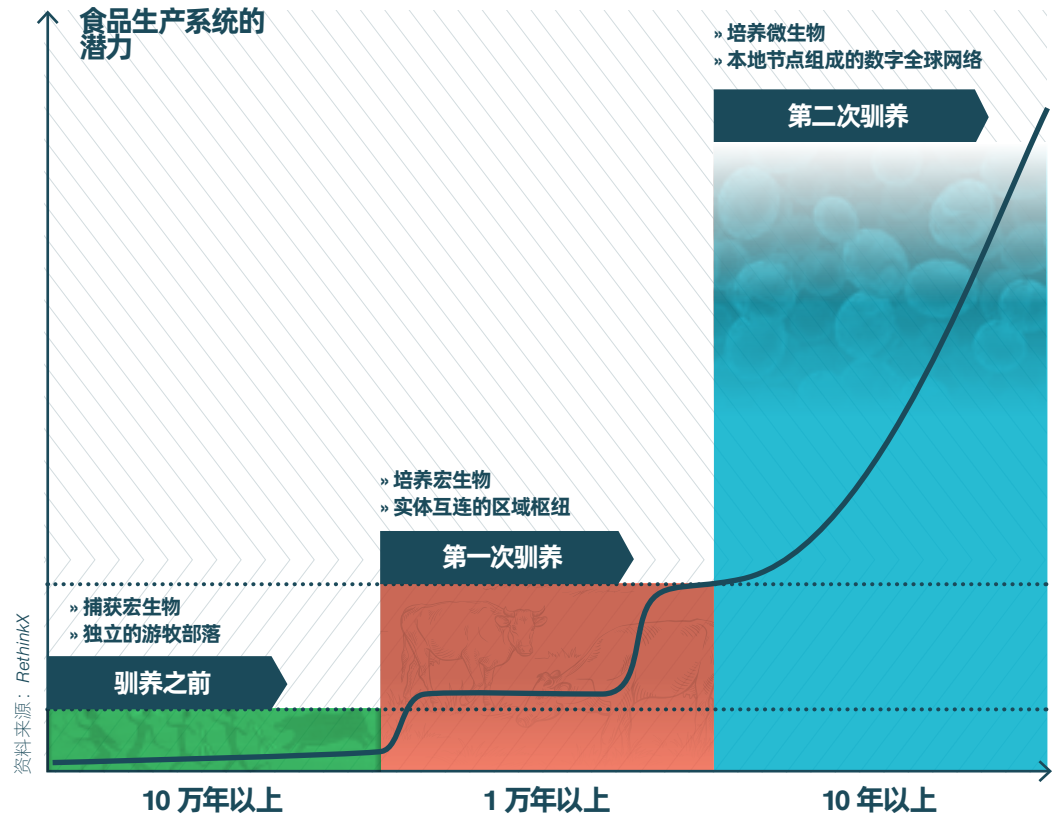 食品生产系统的
潜力
» 培养微生物
» 本地节点组成的数字全球网络
第二次驯养
» 培养宏生物
» 实体互连的区域枢纽
第一次驯养
» 捕获宏生物
» 独立的游牧部落
驯养之前
资料来源：RethinkX
10 万年以上
1 万年以上
10 年以上